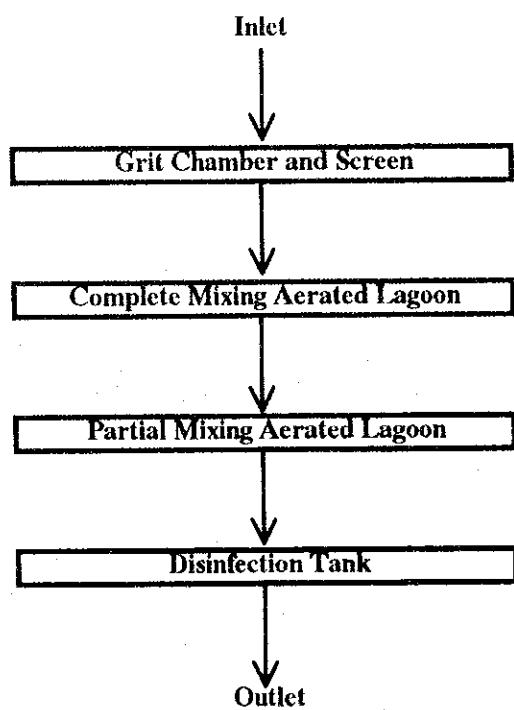 Inlet
Grit Chamber and Screen
Complete Mixing Aerated Lagoon
Partial Mixing Aerated Lagoon
Disinfection Tank
Outlet